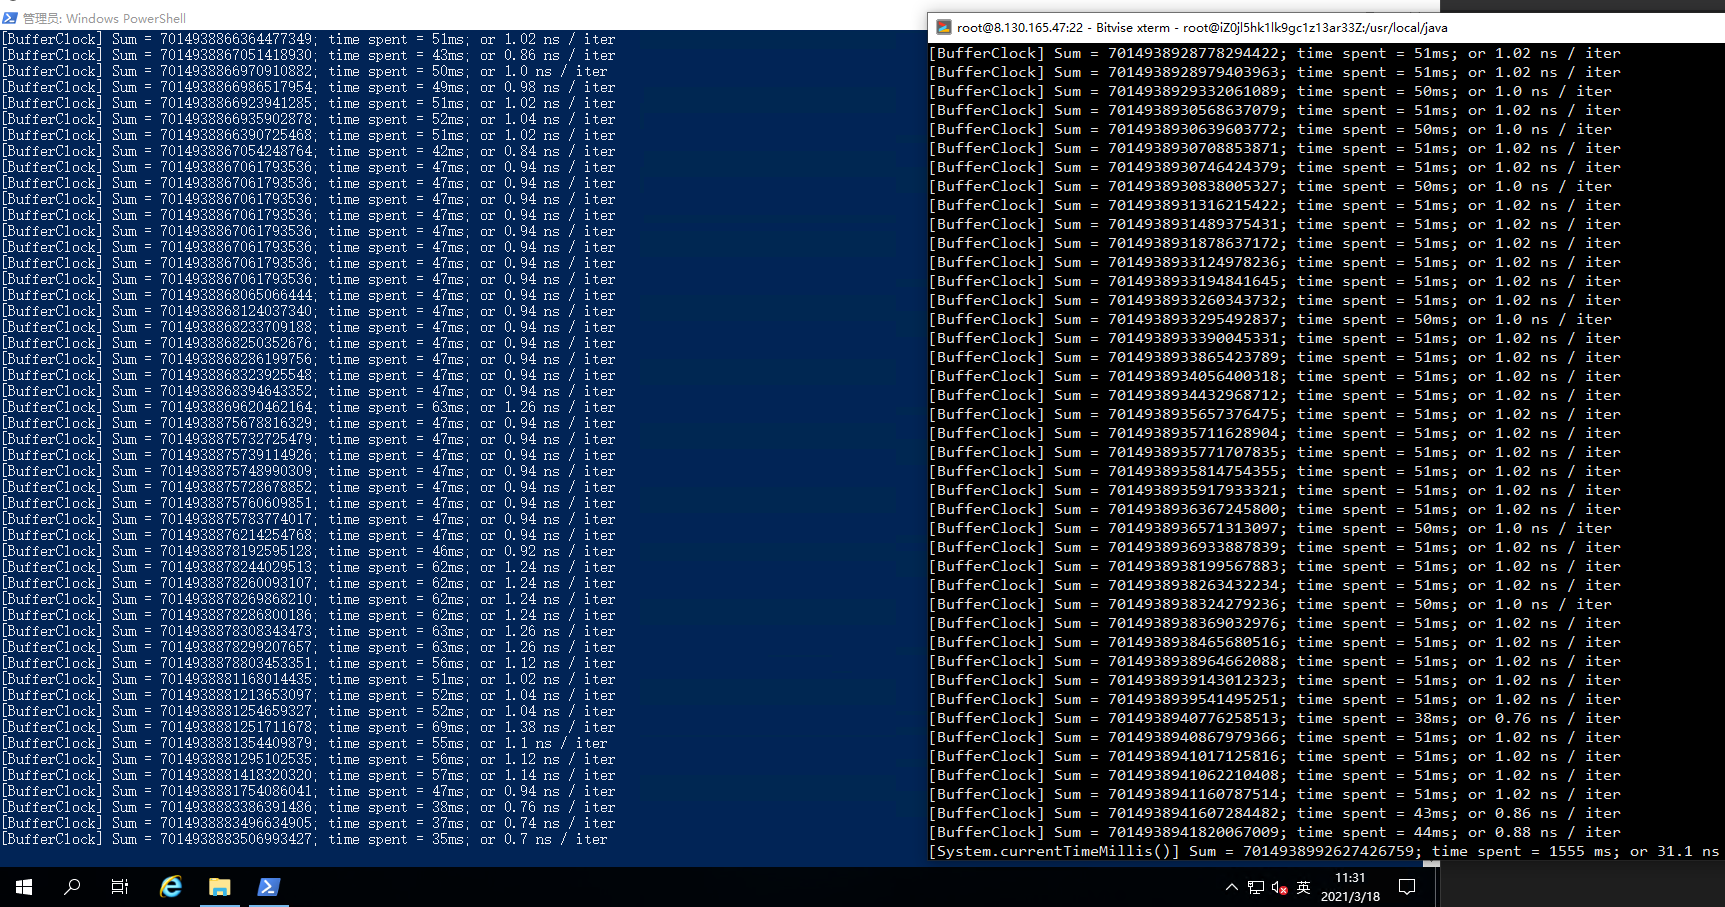 管理员: Windows PowerShell
[BufferClock] Sum = 7014938866364477349; time spent = 51ms; or 1.02 ns / iter
[BufferClock] Sum = 7014938867051418930; time spent = 43ms; or 0.86 ns / iter
[BufferClock] Sum = 7014938866970910882; time spent = 50ms; or 1.0 ns / iter
[BufferClock] Sum = 7014938866986517954; time spent = 49ms; or 0.98 ns / iter
[BufferClock] Sum = 7014938866923941285; time spent = 51ms; or 1.02 ns / iter
[BufferClock] Sum = 7014938866935902878; time spent = 52ms; or 1.04 ns / iter
[BufferClock] Sum = 7014938866390725468; time spent = 51ms; or 1.02 ns / iter
[BufferClock] Sum = 7014938867054248764; time spent = 42ms; or 0.84 ns / iter
[BufferClock] Sum = 7014938867061793536; time spent = 47ms; or 0.94 ns / iter
[BufferClock] Sum = 7014938867061793536; time spent = 47ms; or 0.94 ns / iter
[BufferClock] Sum = 7014938867061793536; time spent = 47ms; or 0.94 ns / iter
[BufferClock] Sum = 7014938867061793536; time spent = 47ms; or 0.94 ns / iter
[BufferClock] Sum = 7014938867061793536; time spent = 47ms; or 0.94 ns / iter
[BufferClock] Sum = 7014938867061793536; time spent = 47ms; or 0.94 ns / iter
[BufferClock] Sum = 7014938867061793536; time spent = 47ms; or 0.94 ns / iter
[BufferClock] Sum = 7014938867061793536; time spent = 47ms; or 0.94 ns / iter
[BufferClock] Sum = 7014938868065066444; time spent = 47ms; or 0.94 ns / iter
[BufferClock] Sum = 7014938868124037340; time spent = 47ms; or 0.94 ns / iter
[BufferClock] Sum = 7014938868233709188; time spent = 47ms; or 0.94 ns / iter
[BufferClock] Sum = 7014938868250352676; time spent = 47ms; or 0.94 ns / iter
[BufferClock] Sum = 7014938868286199756; time spent = 47ms; or 0.94 ns / iter
[BufferClock] Sum = 7014938868323925548; time spent = 47ms; or 0.94 ns / iter
[BufferClock] Sum = 7014938868394643352; time spent = 47ms; or 0.94 ns / iter
[BufferClock] Sum = 7014938869620462164; time spent = 63ms; or 1.26 ns / iter
[BufferClock] Sum = 7014938875678816329; time spent = 47ms; or 0.94 ns / iter
[BufferClock] Sum = 7014938875732725479; time spent = 47ms; or 0.94 ns / iter
[BufferClock] Sum = 7014938875739114926; time spent = 47ms; or 0.94 ns / iter
[BufferClock] Sum = 7014938875748990309; time spent = 47ms; or 0.94 ns / iter
[BufferClock] Sum = 7014938875728678852; time spent = 47ms; or 0.94 ns / iter
[BufferClock] Sum = 7014938875760609851; time spent = 47ms; or 0.94 ns / iter
[BufferClock] Sum = 7014938875783774017; time spent = 47ms; or 0.94 ns / iter
[BufferClock] Sum = 7014938876214254768; time spent = 47ms; or 0.94 ns / iter
[BufferClock] Sum = 7014938878192595128; time spent = 46ms; or 0.92 ns / iter
[BufferClock] Sum = 7014938878244029513; time spent = 62ms; or 1.24 ns / iter
[BufferClock] Sum = 7014938878260093107; time spent = 62ms; or 1.24 ns / iter
[BufferClock] Sum = 7014938878269868210; time spent = 62ms; or 1.24 ns / iter
[BufferClock] Sum = 7014938878286800186; time spent = 62ms; or 1.24 ns / iter
[BufferClock] Sum = 7014938878308343473; time spent = 63ms; or 1.26 ns / iter
[BufferClock] Sum = 7014938878299207657; time spent = 63ms; or 1.26 ns / iter
[BufferClock] Sum = 7014938878803453351; time spent = 56ms; or 1.12 ns / iter
[BufferClock] Sum = 7014938881168014435; time spent = 51ms; or 1.02 ns / iter
[BufferClock] Sum = 7014938881213653097; time spent = 52ms; or 1.04 ns / iter
[BufferClock] Sum = 7014938881254659327; time spent = 52ms; or 1.04 ns / iter
[BufferClock] Sum = 7014938881251711678; time spent = 69ms; or 1.38 ns / iter
[BufferClock] Sum = 7014938881354409879; time spent = 55ms; or 1.1 ns / iter
[BufferClock] Sum = 7014938881295102535; time spent = 56ms; or 1.12 ns / iter
[BufferClock] Sum = 7014938881418320320; time spent = 57ms; or 1.14 ns / iter
[BufferClock] Sum = 7014938881754086041; time spent = 47ms; or 0.94 ns / iter
[BufferClock] Sum = 7014938883386391486; time spent = 38ms; or 0.76 ns / iter
[BufferClock] Sum = 7014938883496634905; time spent = 37ms; or 0.74 ns / iter
[BufferClock] Sum = 7014938883506993427; time spent = 35ms; or 0.7 ns / iter
root@8.130.165.47:22 - Bitvise xterm - root@iZ0jl5hk1lk9gc1z13ar33Z:/usr/local/java
[BufferClock] Sum = 7014938928778294422; time spent = 51ms; or 1.02 ns / iter
[BufferClock] Sum = 7014938928979403963; time spent = 51ms; or 1.02 ns / iter
[BufferClock] Sum = 7014938929332061089; time spent = 50ms; or 1.0 ns / iter
[BufferClock] Sum = 7014938930568637079; time spent = 51ms; or 1.02 ns / iter
[BufferClock] Sum = 7014938930639603772; time spent = 50ms; or 1.0 ns / iter
[BufferClock] Sum = 7014938930708853871; time spent = 51ms; or 1.02 ns / iter
[BufferClock] Sum = 7014938930746424379; time spent = 51ms; or 1.02 ns / iter
[BufferClock] Sum = 7014938930838005327; time spent = 50ms; or 1.0 ns / iter
[BufferClock] Sum = 7014938931316215422; time spent = 51ms; or 1.02 ns / iter
[BufferClock] Sum = 7014938931489375431; time spent = 51ms; or 1.02 ns / iter
[BufferClock] Sum = 7014938931878637172; time spent = 51ms; or 1.02 ns / iter
[BufferClock] Sum = 7014938933124978236; time spent = 51ms; or 1.02 ns / iter
[BufferClock] Sum = 7014938933194841645; time spent = 51ms; or 1.02 ns / iter
[BufferClock] Sum = 7014938933260343732; time spent = 51ms; or 1.02 ns / iter
[BufferClock] Sum = 7014938933295492837; time spent = 50ms; or 1.0 ns / iter
[BufferClock] Sum = 7014938933390045331; time spent = 51ms; or 1.02 ns / iter
[BufferClock] Sum = 7014938933865423789; time spent = 51ms; or 1.02 ns / iter
[BufferClock] Sum = 7014938934056400318; time spent = 51ms; or 1.02 ns / iter
[BufferClock] Sum = 7014938934432968712; time spent = 51ms; or 1.02 ns / iter
[BufferClock] Sum = 7014938935657376475; time spent = 51ms; or 1.02 ns / iter
[BufferClock] Sum = 7014938935711628904; time spent = 51ms; or 1.02 ns / iter
[BufferClock] Sum = 7014938935771707835; time spent = 51ms; or 1.02 ns / iter
[BufferClock] Sum = 7014938935814754355; time spent = 51ms; or 1.02 ns / iter
[BufferClock] Sum = 7014938935917933321; time spent = 51ms; or 1.02 ns / iter
[BufferClock] Sum = 7014938936367245800; time spent = 51ms; or 1.02 ns / iter
[BufferClock] Sum = 7014938936571313097; time spent = 50ms; or 1.0 ns / iter
[BufferClock] Sum = 7014938936933887839; time spent = 51ms; or 1.02 ns / iter
[BufferClock] Sum = 7014938938199567883; time spent = 51ms; or 1.02 ns / iter
[BufferClock] Sum = 7014938938263432234; time spent = 51ms; or 1.02 ns / iter
[BufferClock] Sum = 7014938938324279236; time spent = 50ms; or 1.0 ns / iter
[BufferClock] Sum = 7014938938369032976; time spent = 51ms; or 1.02 ns / iter
[BufferClock] Sum = 7014938938465680516; time spent = 51ms; or 1.02 ns / iter
[BufferClock] Sum = 7014938938964662088; time spent = 51ms; or 1.02 ns / iter
[BufferClock] Sum = 7014938939143012323; time spent = 51ms; or 1.02 ns / iter
[BufferClock] Sum = 7014938939541495251; time spent = 51ms; or 1.02 ns / iter
[BufferClock] Sum = 7014938940776258513; time spent = 38ms; or 0.76 ns / iter
[BufferClock] Sum = 7014938940867979366; time spent = 51ms; or 1.02 ns / iter
[BufferClock] Sum = 7014938941017125816; time spent = 51ms; or 1.02 ns / iter
[BufferClock] Sum = 7014938941062210408; time spent = 51ms; or 1.02 ns / iter
[BufferClock] Sum = 7014938941160787514; time spent = 51ms; or 1.02 ns / iter
[BufferClock] Sum = 7014938941607284482; time spent = 43ms; or 0.86 ns / iter
[BufferClock] Sum = 7014938941820067009; time spent = 44ms; or 0.88 ns / iter
[System.currentTimeMillis()] Sum = 7014938992627426759; time spent = 1555 ms; or 31.1 ns
英
11:31
2021/3/18